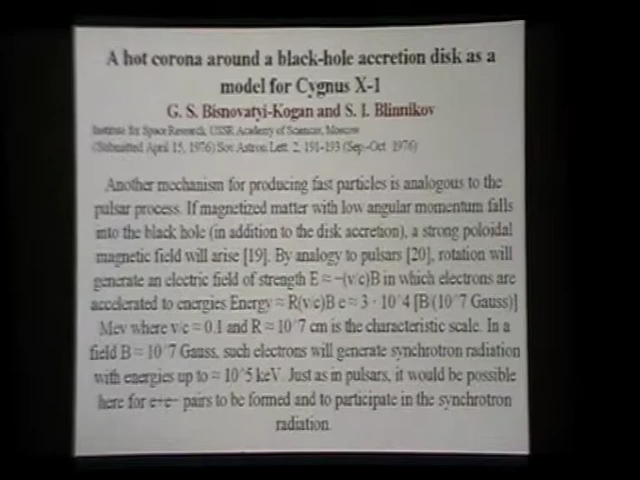 A hot corona around a black-hole accretion disk as a
model for Cygnus X-1
G. S. Bisnovatyi-Kogan and S. I. Blinnikov
Institute for Space Research, USSR Academy of Sciences, Moscow
(Submitted April 15, 1976) Sov. Astron. Lett. 2, 191-193 (Sep.-Oct. 1976)
Another mechanism for producing fast particles is analogous to the
pulsar process. If magnetized matter with low angular momentum falls
into the black hole (in addition to the disk accretion), a strong poloidal
magnetic field will arise [19]. By analogy to pulsars [20], rotation will
generate an electric field of strength E ≈ -(v/c)B in which electrons are
accelerated to energies Energy ≈ R(v/c)B e ≈ 3 · 10^4 [B/(10^7 Gauss)]
Mev where v/c ≈ 0.1 and R ≈ 10^7 cm is the characteristic scale. In a
field B ≈ 10^7 Gauss, such electrons will generate synchrotron radiation
with energies up to ≈ 10^5 keV. Just as in pulsars, it would be possible
here for e+e- pairs to be formed and to participate in the synchrotron
radiation.